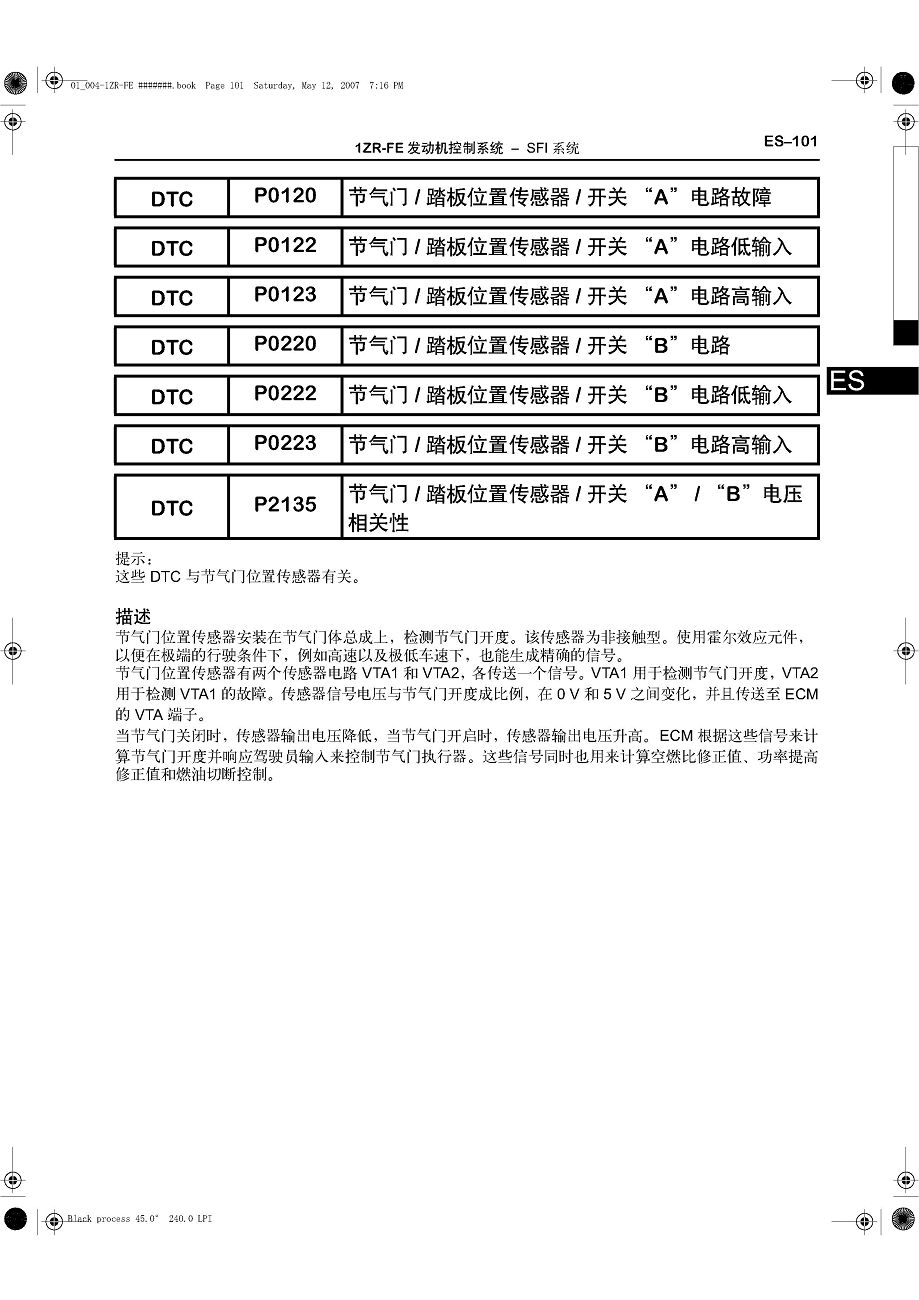 01_004-1ZR-FE #######.book Page 101 Saturday, May 12, 2007 7:16 PM
1ZR-FE 发动机控制系统 – SFI 系统
ES–101
DTC P0120 节气门 / 踏板位置传感器 / 开关 “A” 电路故障
DTC P0122 节气门 / 踏板位置传感器 / 开关 “A” 电路低输入
DTC P0123 节气门 / 踏板位置传感器 / 开关 “A” 电路高输入
DTC P0220 节气门 / 踏板位置传感器 / 开关 “B” 电路
ES
DTC P0222 节气门 / 踏板位置传感器 / 开关 “B” 电路低输入
DTC P0223 节气门 / 踏板位置传感器 / 开关 “B” 电路高输入
DTC P2135 节气门 / 踏板位置传感器 / 开关 “A” / “B” 电压
相关性
提示：
这些 DTC 与节气门位置传感器有关。
描述
节气门位置传感器安装在节气门体总成上，检测节气门开度。该传感器为非接触型。使用霍尔效应元件，
以便在极端的行驶条件下，例如高速以及极低车速下，也能生成精确的信号。
节气门位置传感器有两个传感器电路 VTA1 和 VTA2，各传送一个信号。VTA1 用于检测节气门开度，VTA2
用于检测 VTA1 的故障。传感器信号电压与节气门开度成比例，在 0 V 和 5 V 之间变化，并且传送至 ECM
的 VTA 端子。
当节气门关闭时，传感器输出电压降低，当节气门开启时，传感器输出电压升高。ECM 根据这些信号来计
算节气门开度并响应驾驶员输入来控制节气门执行器。这些信号同时也用来计算空燃比修正值、功率提高
修正值和燃油切断控制。
Black process 45.0° 240.0 LPI